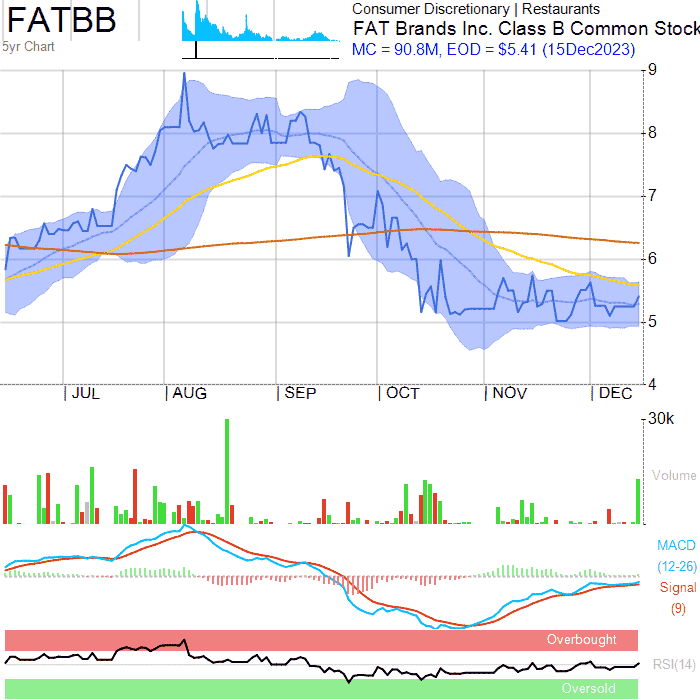 FATBB
5yr Chart
Consumer Discretionary | Restaurants
FAT Brands Inc. Class B Common Stock
MC = 90.8M, EOD = $5.41 (15Dec2023)
9
8
7
6
5
4
JUL
AUG
SEP
OCT
NOV
DEC
30k
Volume
MACD
(12-26)
Signal
(9)
Overbought
RSI(14)
Oversold